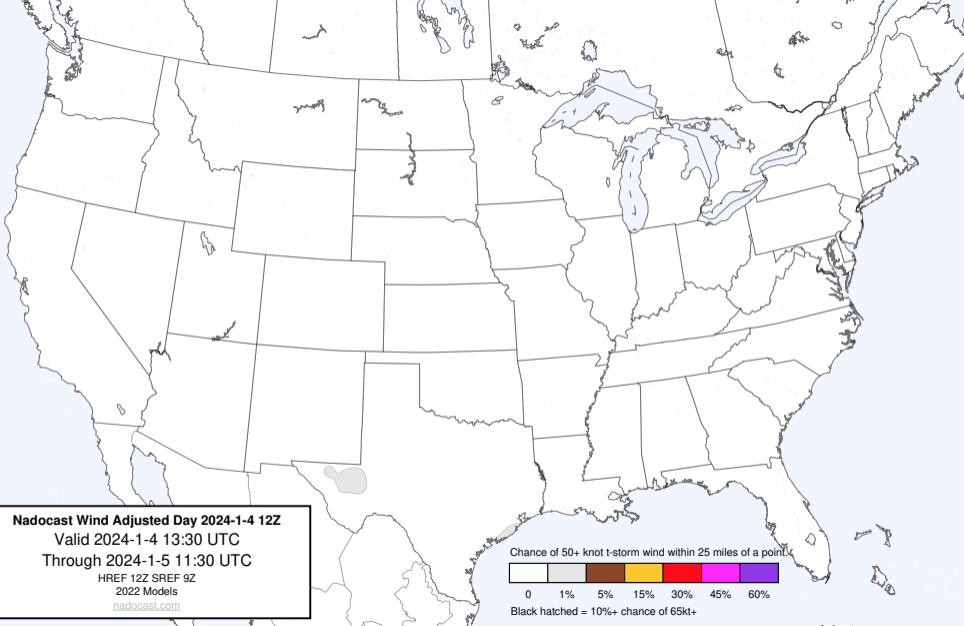 Nadocast Wind Adjusted Day 2024-1-4 12Z
Valid 2024-1-4 13:30 UTC
Through 2024-1-5 11:30 UTC
HREF 12Z SREF 9Z
2022 Models
nadocast.com
Chance of 50+ knot t-storm wind within 25 miles of a point.
0 1% 5% 15% 30% 45% 60%
Black hatched = 10%+ chance of 65kt+